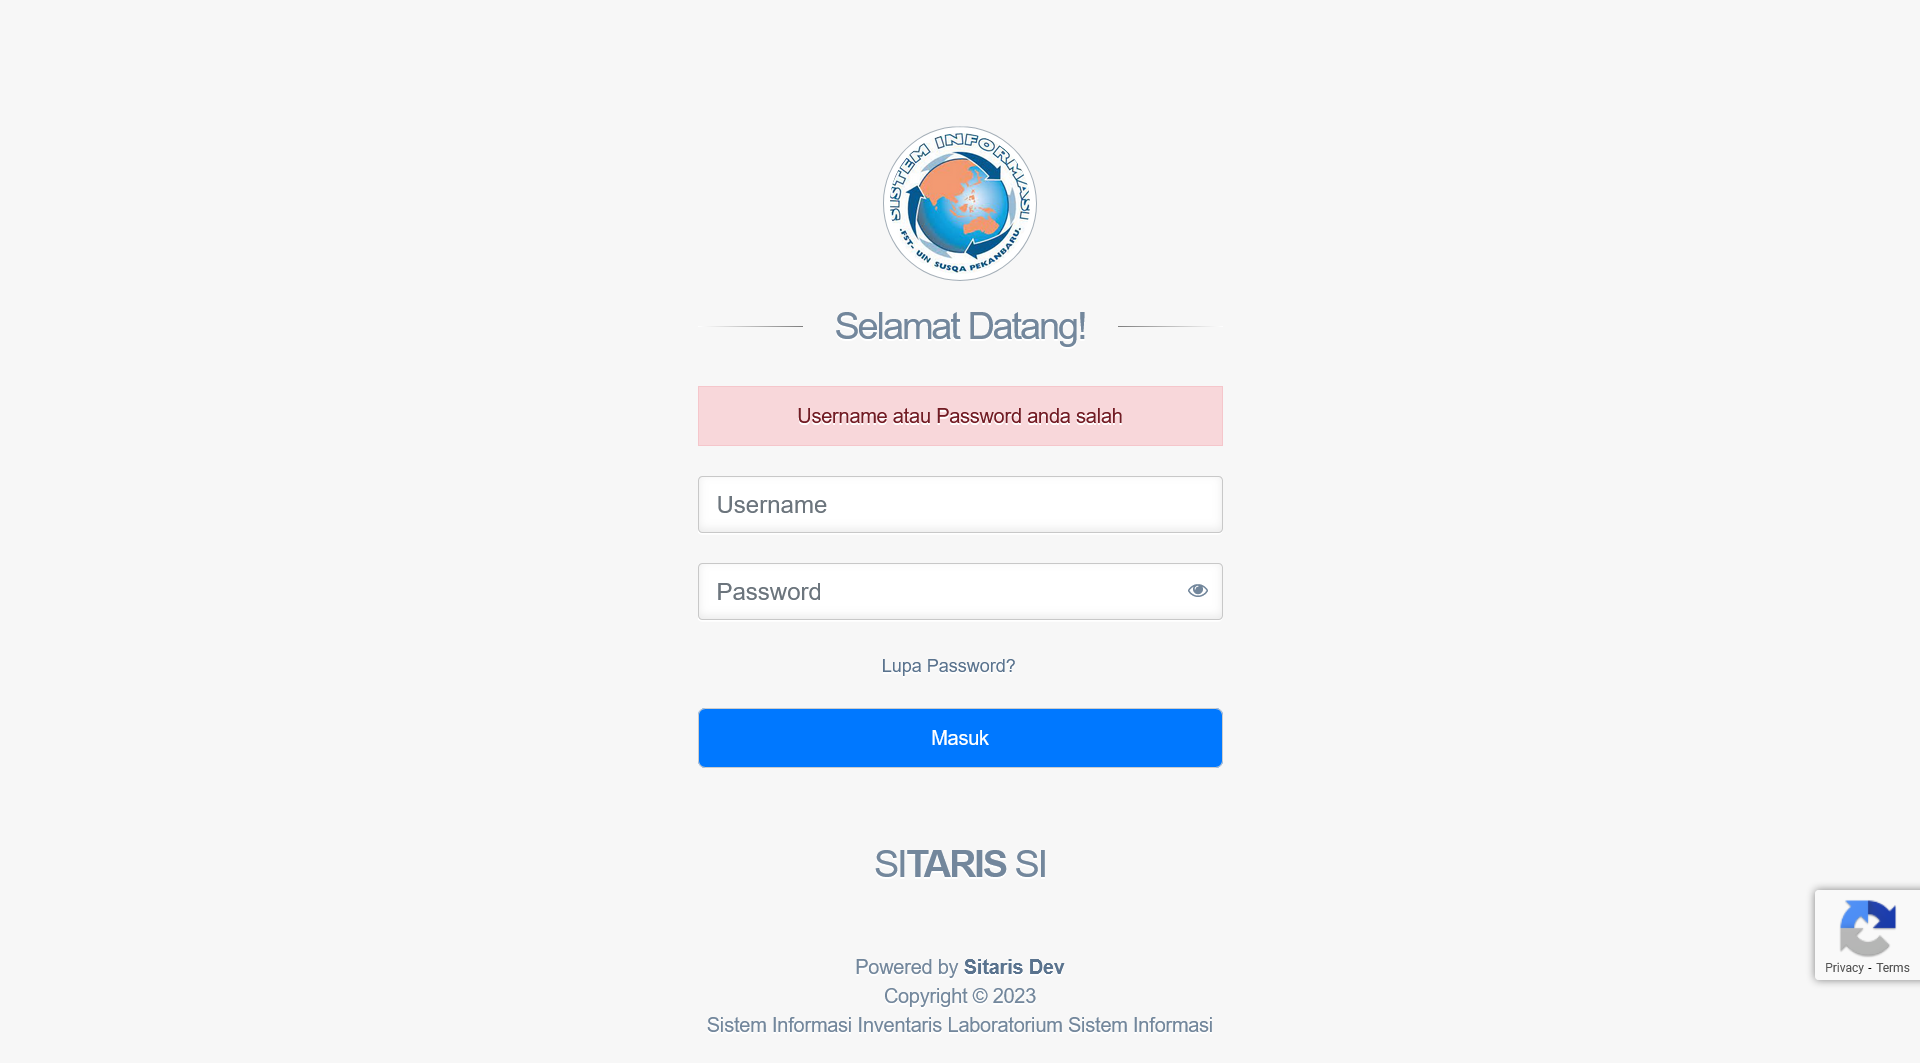 SISTEM INFORMASI
.FST- UIN SUSQA PEKANBARU.
Selamat Datang!
Username atau Password anda salah
Username
Password
Lupa Password?
Masuk
SITARIS SI
Privacy - Terms
Powered by Sitaris Dev
Copyright © 2023
Sistem Informasi Inventaris Laboratorium Sistem Informasi